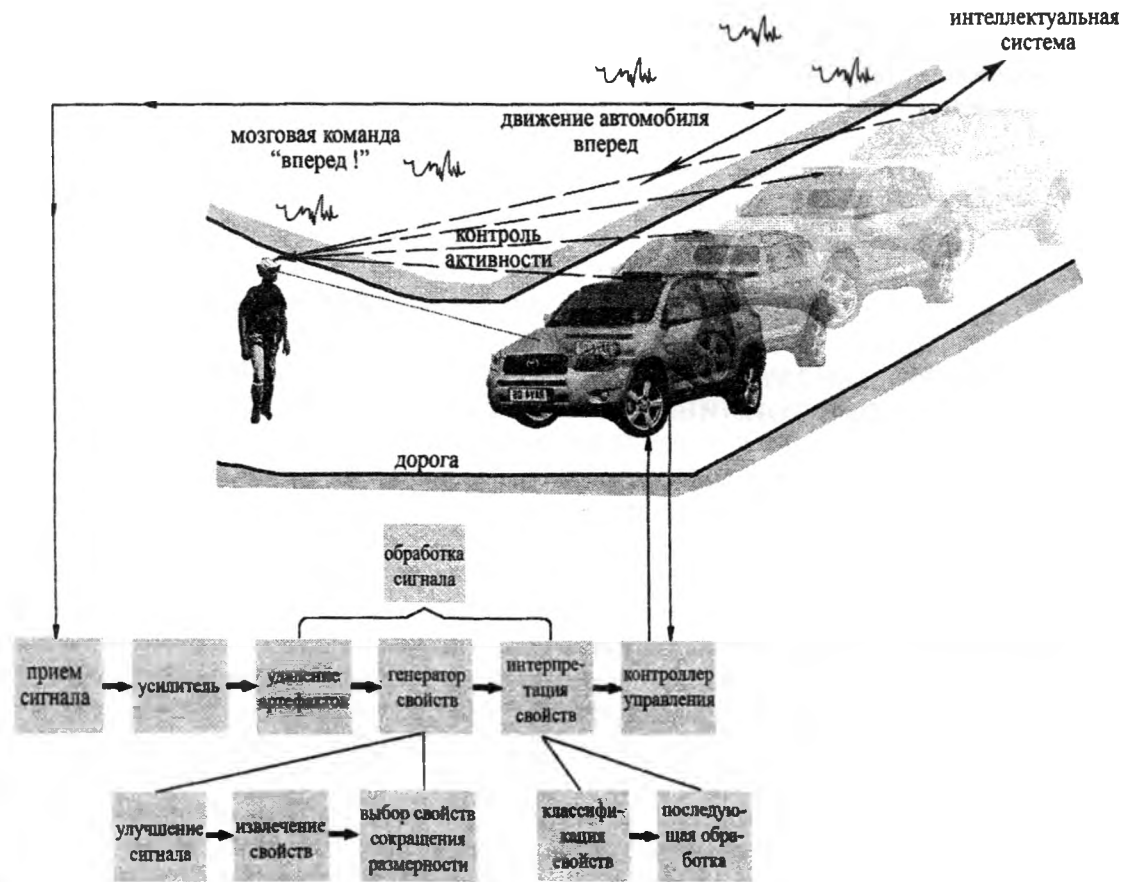 интеллектуальная
система
движение автомобиля
вперед
мозговая команда
“вперед !”
контроль
активности
дорога
обработка
сигнала
прием
сигнала
усилитель
удаление
артефактов
генератор
свойств
интерпре-
тация
свойств
контроллер
управления
улучшение
сигнала
извлечение
свойств
выбор свойств
сокращения
размерности
классифи-
кация
свойств
последую-
щая обра-
ботка